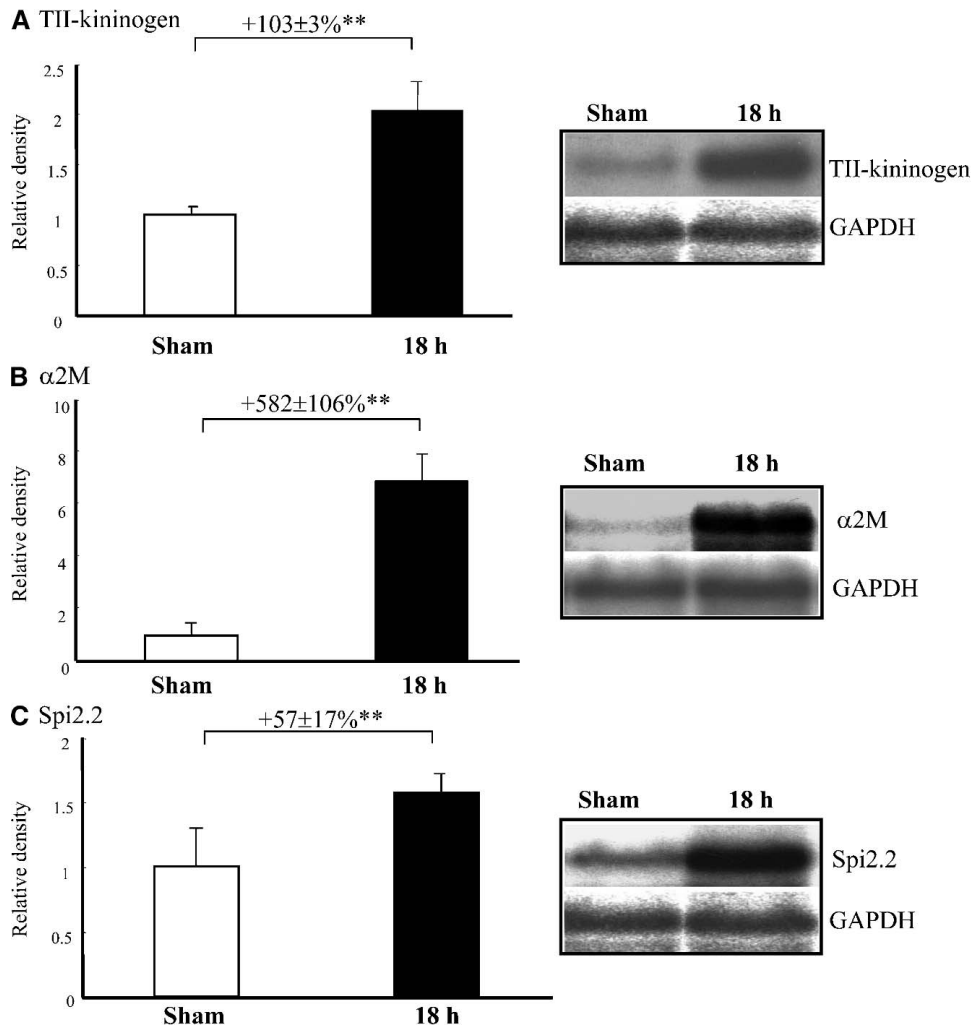 A TII-kininogen
+103±3%**
Relative density
2.5
2
1.5
1
0.5
0
Sham 18 h
Sham 18 h
TII-kininogen
GAPDH
B α2M
+582±106%**
Relative density
10
8
6
4
2
0
Sham 18 h
Sham 18 h
α2M
GAPDH
C Spi2.2
+57±17%**
Relative density
2
1.5
1
0.5
0
Sham 18 h
Sham 18 h
Spi2.2
GAPDH